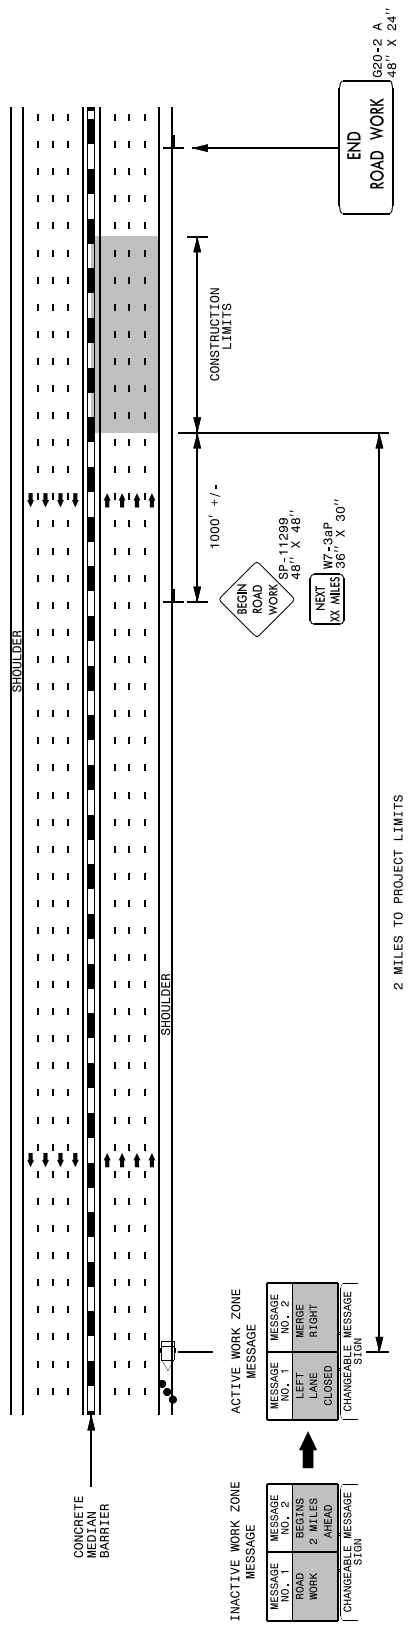 SHOULDER
SHOULDER
CONCRETE
MEDIAN
BARRIER
INACTIVE WORK ZONE
MESSAGE
MESSAGE
NO. 1
MESSAGE
NO. 2
ROAD
WORK
BEGINS
2 MILES
AHEAD
CHANGEABLE MESSAGE
SIGN
ACTIVE WORK ZONE
MESSAGE
MESSAGE
NO. 1
MESSAGE
NO. 2
LEFT
LANE
CLOSED
MERGE
RIGHT
CHANGEABLE MESSAGE
SIGN
2 MILES TO PROJECT LIMITS
1000' +/-
BEGIN
ROAD
WORK
SP-11299
48'' X 48''
NEXT
XX MILES
W7-3aP
36'' X 30''
CONSTRUCTION
LIMITS
END
ROAD WORK
G20-2 A
48'' X 24''